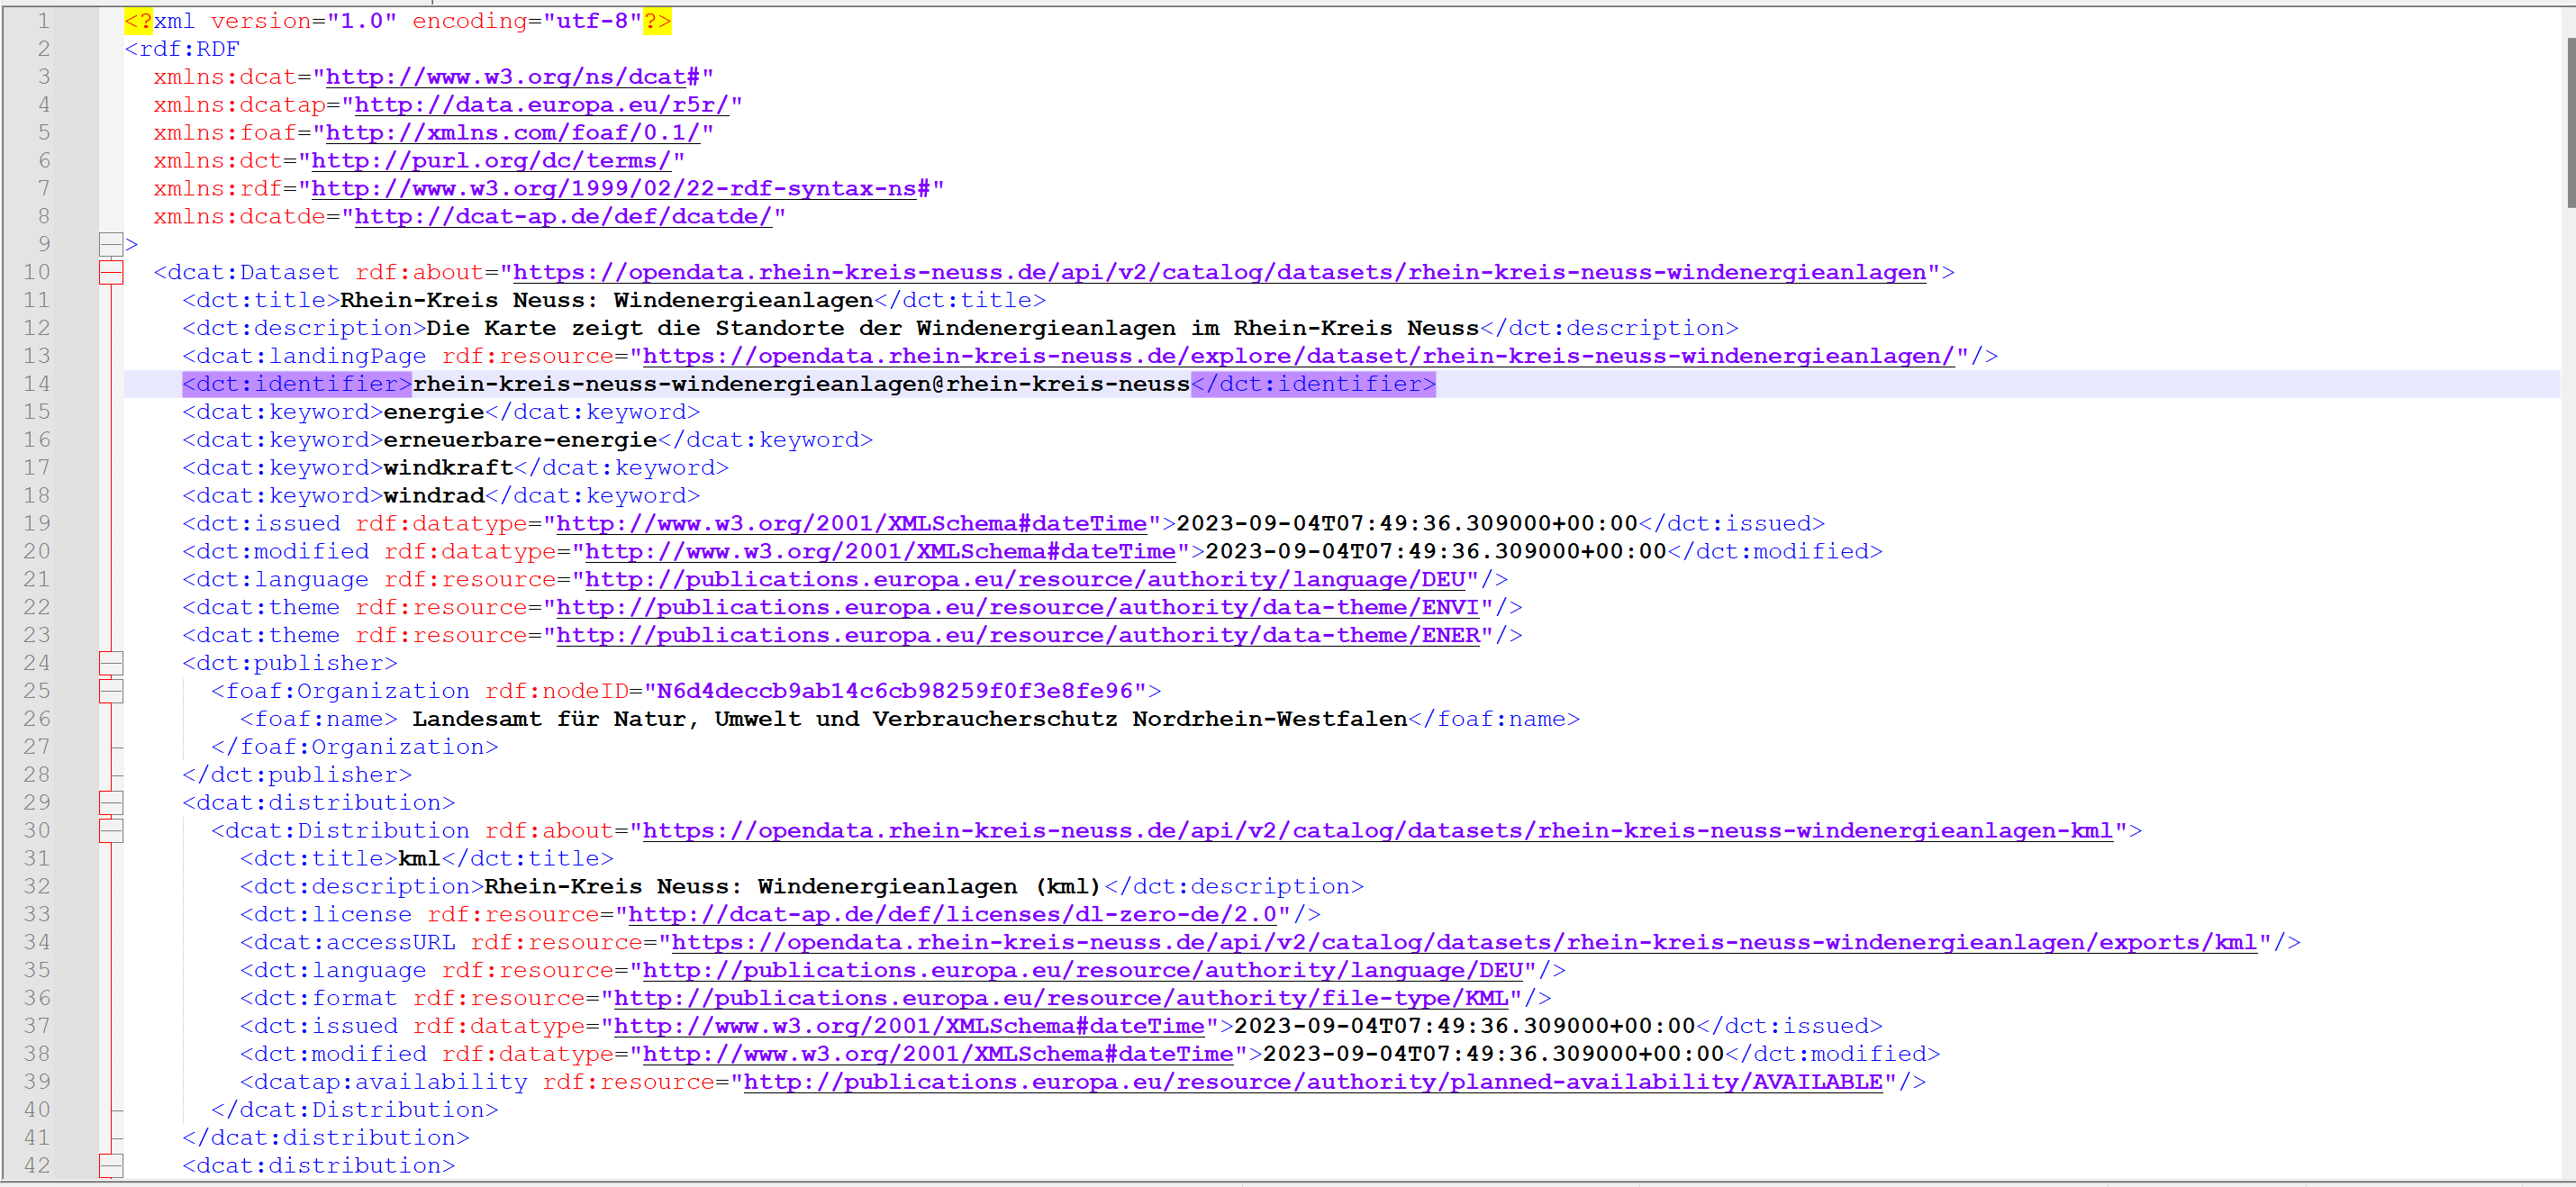 1 <?xml version="1.0" encoding="utf-8"?>
2 <rdf:RDF
3 xmlns:dcat="http://www.w3.org/ns/dcat#"
4 xmlns:dcatap="http://data.europa.eu/r5r/"
5 xmlns:foaf="http://xmlns.com/foaf/0.1/"
6 xmlns:dct="http://purl.org/dc/terms/"
7 xmlns:rdf="http://www.w3.org/1999/02/22-rdf-syntax-ns#"
8 xmlns:dcatde="http://dcat-ap.de/def/dcatde/"
9 >
10 <dcat:Dataset rdf:about="https://opendata.rhein-kreis-neuss.de/api/v2/catalog/datasets/rhein-kreis-neuss-windenergieanlagen">
11 <dct:title>Rhein-Kreis Neuss: Windenergieanlagen</dct:title>
12 <dct:description>Die Karte zeigt die Standorte der Windenergieanlagen im Rhein-Kreis Neuss</dct:description>
13 <dcat:landingPage rdf:resource="https://opendata.rhein-kreis-neuss.de/explore/dataset/rhein-kreis-neuss-windenergieanlagen/"/>
14 <dct:identifier>rhein-kreis-neuss-windenergieanlagen@rhein-kreis-neuss</dct:identifier>
15 <dcat:keyword>energie</dcat:keyword>
16 <dcat:keyword>erneuerbare-energie</dcat:keyword>
17 <dcat:keyword>windkraft</dcat:keyword>
18 <dcat:keyword>windrad</dcat:keyword>
19 <dct:issued rdf:datatype="http://www.w3.org/2001/XMLSchema#dateTime">2023-09-04T07:49:36.309000+00:00</dct:issued>
20 <dct:modified rdf:datatype="http://www.w3.org/2001/XMLSchema#dateTime">2023-09-04T07:49:36.309000+00:00</dct:modified>
21 <dct:language rdf:resource="http://publications.europa.eu/resource/authority/language/DEU"/>
22 <dcat:theme rdf:resource="http://publications.europa.eu/resource/authority/data-theme/ENVI"/>
23 <dcat:theme rdf:resource="http://publications.europa.eu/resource/authority/data-theme/ENER"/>
24 <dct:publisher>
25 <foaf:Organization rdf:nodeID="N6d4deccb9ab14c6cb98259f0f3e8fe96">
26 <foaf:name> Landesamt für Natur, Umwelt und Verbraucherschutz Nordrhein-Westfalen</foaf:name>
27 </foaf:Organization>
28 </dct:publisher>
29 <dcat:distribution>
30 <dcat:Distribution rdf:about="https://opendata.rhein-kreis-neuss.de/api/v2/catalog/datasets/rhein-kreis-neuss-windenergieanlagen-kml">
31 <dct:title>kml</dct:title>
32 <dct:description>Rhein-Kreis Neuss: Windenergieanlagen (kml)</dct:description>
33 <dct:license rdf:resource="http://dcat-ap.de/def/licenses/dl-zero-de/2.0"/>
34 <dcat:accessURL rdf:resource="https://opendata.rhein-kreis-neuss.de/api/v2/catalog/datasets/rhein-kreis-neuss-windenergieanlagen/exports/kml"/>
35 <dct:language rdf:resource="http://publications.europa.eu/resource/authority/language/DEU"/>
36 <dct:format rdf:resource="http://publications.europa.eu/resource/authority/file-type/KML"/>
37 <dct:issued rdf:datatype="http://www.w3.org/2001/XMLSchema#dateTime">2023-09-04T07:49:36.309000+00:00</dct:issued>
38 <dct:modified rdf:datatype="http://www.w3.org/2001/XMLSchema#dateTime">2023-09-04T07:49:36.309000+00:00</dct:modified>
39 <dcatap:availability rdf:resource="http://publications.europa.eu/resource/authority/planned-availability/AVAILABLE"/>
40 </dcat:Distribution>
41 </dcat:distribution>
42 <dcat:distribution>